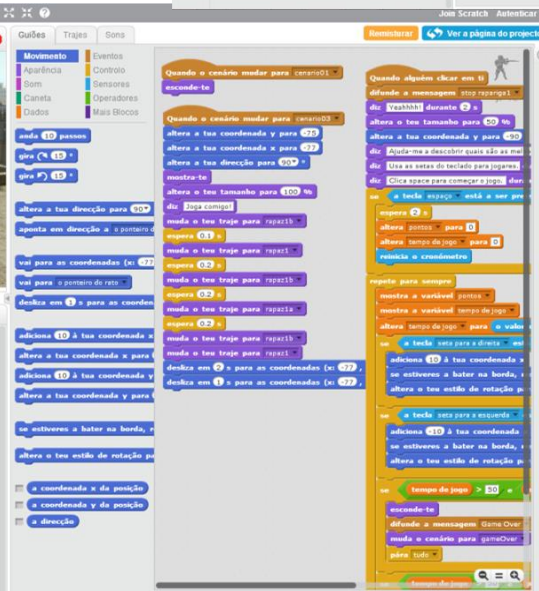 Join Scratch Autenticar
Guiões Trajes Sons
Remisturar Ver a página do projecto
Movimento
Aparência
Som
Caneta
Dados
Eventos
Controlo
Sensores
Operadores
Mais Blocos
anda 10 passos
gira 15 °
gira 15 °
altera a tua direcção para 90°
aponta em direcção a o ponteiro d
vai para as coordenadas (x: -77
vai para o ponteiro do rato
desliza em 1 s para as coorden
adiciona 10 à tua coordenada x
altera a tua coordenada x para
adiciona 10 à tua coordenada y
altera a tua coordenada y para
se estiveres a bater na borda, r
altera o teu estilo de rotação pa
a coordenada x da posição
a coordenada y da posição
a direcção
Quando o cenário mudar para cenario01
esconde-te
Quando o cenário mudar para cenario03
altera a tua coordenada y para -75
altera a tua coordenada x para -77
altera a tua direcção para 90°
mostra-te
altera o teu tamanho para 100 %
diz Joga comigo!
muda o teu traje para rapaz1b
espera 0.1 s
muda o teu traje para rapaz1
espera 0.2 s
muda o teu traje para rapaz1b
espera 0.2 s
muda o teu traje para rapaz1a
espera 0.2 s
muda o teu traje para rapaz1b
muda o teu traje para rapaz1
desliza em 2 s para as coordenadas (x: -77 ,
desliza em 1 s para as coordenadas (x: -77 ,
Quando alguém clicar em ti
difunde a mensagem stop rapariga1
diz Yeahhhh! durante 2 s
altera o teu tamanho para 50 %
altera a tua coordenada y para -90
diz Ajuda-me a descobrir quais são as mel
diz Usa as setas do teclado para jogares.
diz Clica space para começar o jogo. dur
se a tecla espaço está a ser pre
espera 2 s
altera pontos para 0
altera tempo de jogo para 0
reinicia o cronómetro
repete para sempre
mostra a variável pontos
mostra a variável tempo de jogo
altera tempo de jogo para o valo
se a tecla seta para a direita est
adiciona 10 à tua coordenada
se estiveres a bater na borda,
altera o teu estilo de rotação pa
se a tecla seta para a esquerda
adiciona -10 à tua coordenada
se estiveres a bater na borda,
altera o teu estilo de rotação pa
se tempo de jogo > 50 e
esconde-te
difunde a mensagem Game Over
muda o cenário para gameOver
pára tudo
se tempo de jogo